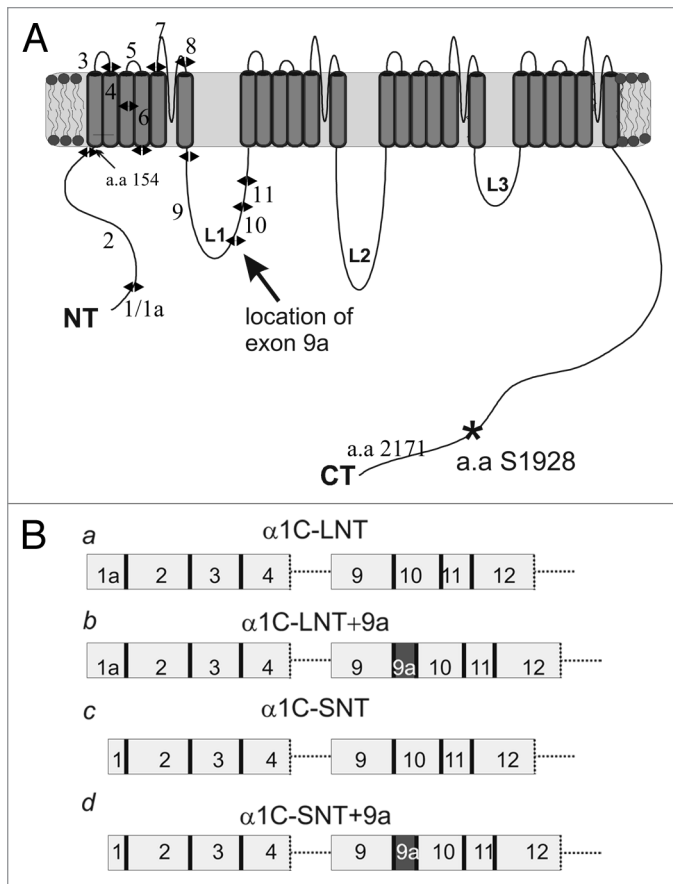 A
7
3
5
8
4
6
a.a 154
9
11
L1
10
2
L2
L3
NT
1/1a
location of
exon 9a
*
a.a 2171
CT
a.a S1928
B
a
α1C-LNT
1a 2 3 4 9 10 11 12
b
α1C-LNT+9a
1a 2 3 4 9 9a 10 11 12
c
α1C-SNT
1 2 3 4 9 10 11 12
d
α1C-SNT+9a
1 2 3 4 9 9a 10 11 12